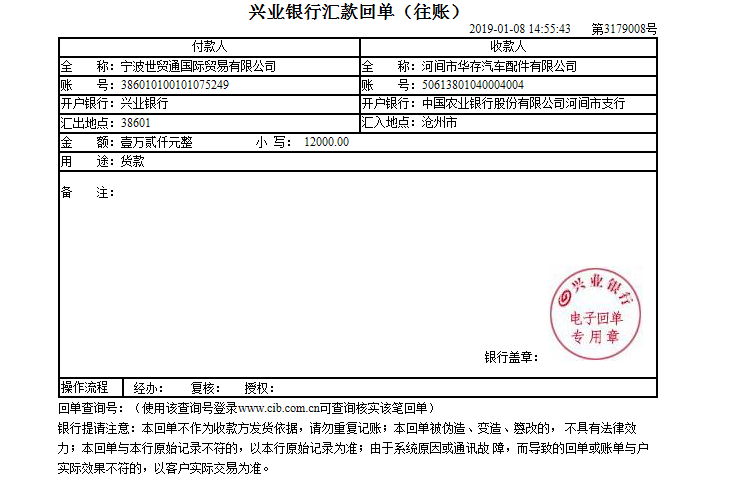 兴业银行汇款回单（往账）
2019-01-08 14:55:43 第3179008号
付款人 收款人
全 称：宁波世贸通国际贸易有限公司 全 称：河间市华存汽车配件有限公司
账 号：386010100101075249 账 号：50613801040004004
开户银行：兴业银行 开户银行：中国农业银行股份有限公司河间市支行
汇出地点：38601 汇入地点：沧州市
金 额：壹万贰仟元整 小 写： 12000.00
用 途：货款
备 注：
兴业银行
电子回单
专用章
银行盖章：
操作流程 经办： 复核： 授权：
回单查询号：（使用该查询号登录www.cib.com.cn可查询核实该笔回单）
银行提请注意：本回单不作为收款方发货依据，请勿重复记账；本回单被伪造、变造、篡改的，不具有法律效
力；本回单与本行原始记录不符的，以本行原始记录为准；由于系统原因或通讯故 障，而导致的回单或账单与户
实际效果不符的，以客户实际交易为准。